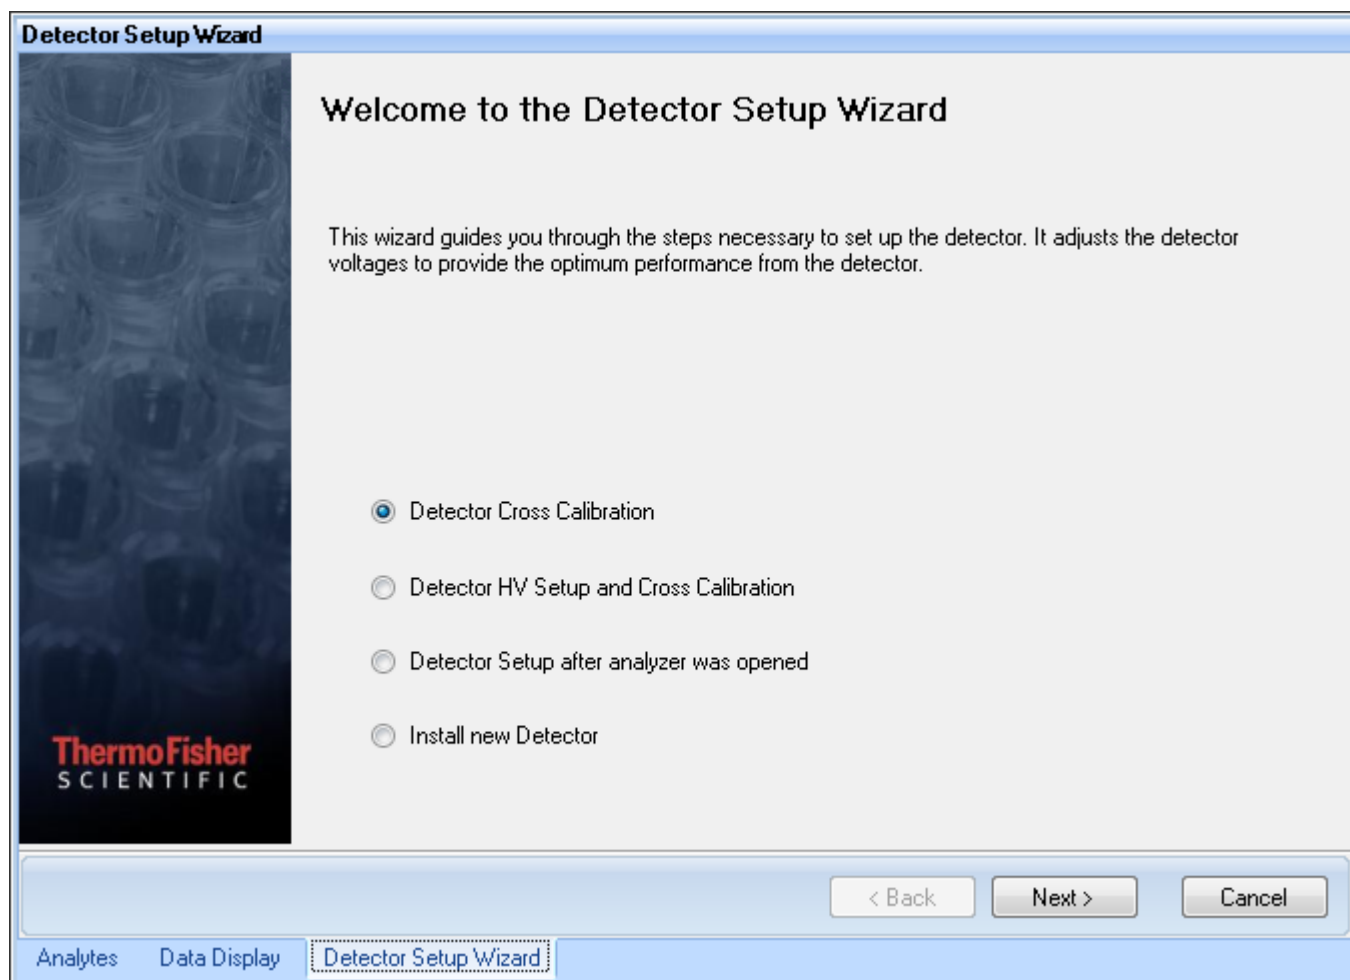 Detector Setup Wizard
Welcome to the Detector Setup Wizard
This wizard guides you through the steps necessary to set up the detector. It adjusts the detector
voltages to provide the optimum performance from the detector.
Detector Cross Calibration
Detector HV Setup and Cross Calibration
Detector Setup after analyzer was opened
Install new Detector
ThermoFisher
SCIENTIFIC
< Back
Next >
Cancel
Analytes
Data Display
Detector Setup Wizard